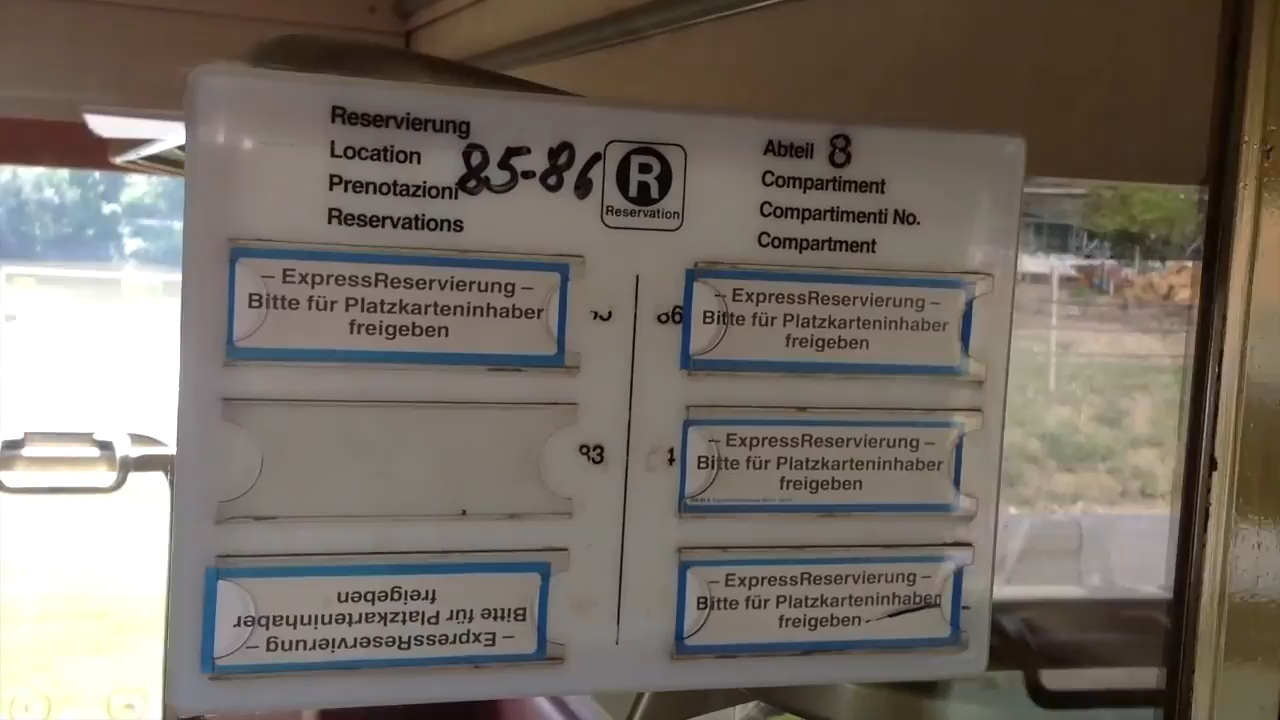 Reservierung
Location
Prenotazioni
Reservations
85-86
R
Reservation
Abteil 8
Compartiment
Compartimenti No.
Compartment
– ExpressReservierung –
Bitte für Platzkarteninhaber
freigeben
86
– ExpressReservierung –
Bitte für Platzkarteninhaber
freigeben
83
– ExpressReservierung –
Bitte für Platzkarteninhaber
freigeben
– ExpressReservierung –
Bitte für Platzkarteninhaber
freigeben
– ExpressReservierung –
Bitte für Platzkarteninhaber
freigeben